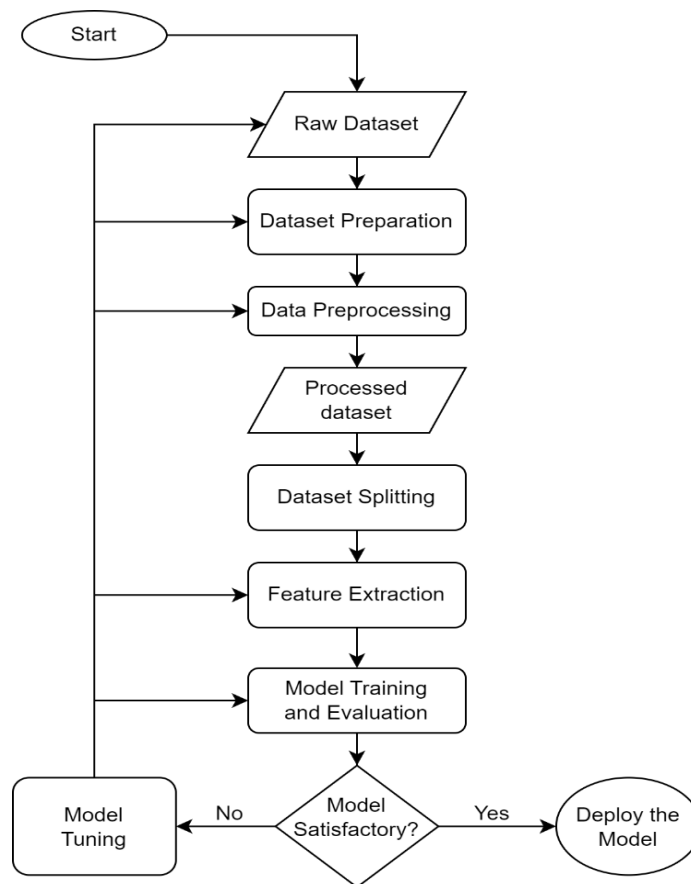 Start
Raw Dataset
Dataset Preparation
Data Preprocessing
Processed
dataset
Dataset Splitting
Feature Extraction
Model Training
and Evaluation
Model
Tuning
No
Model
Satisfactory?
Yes
Deploy the
Model